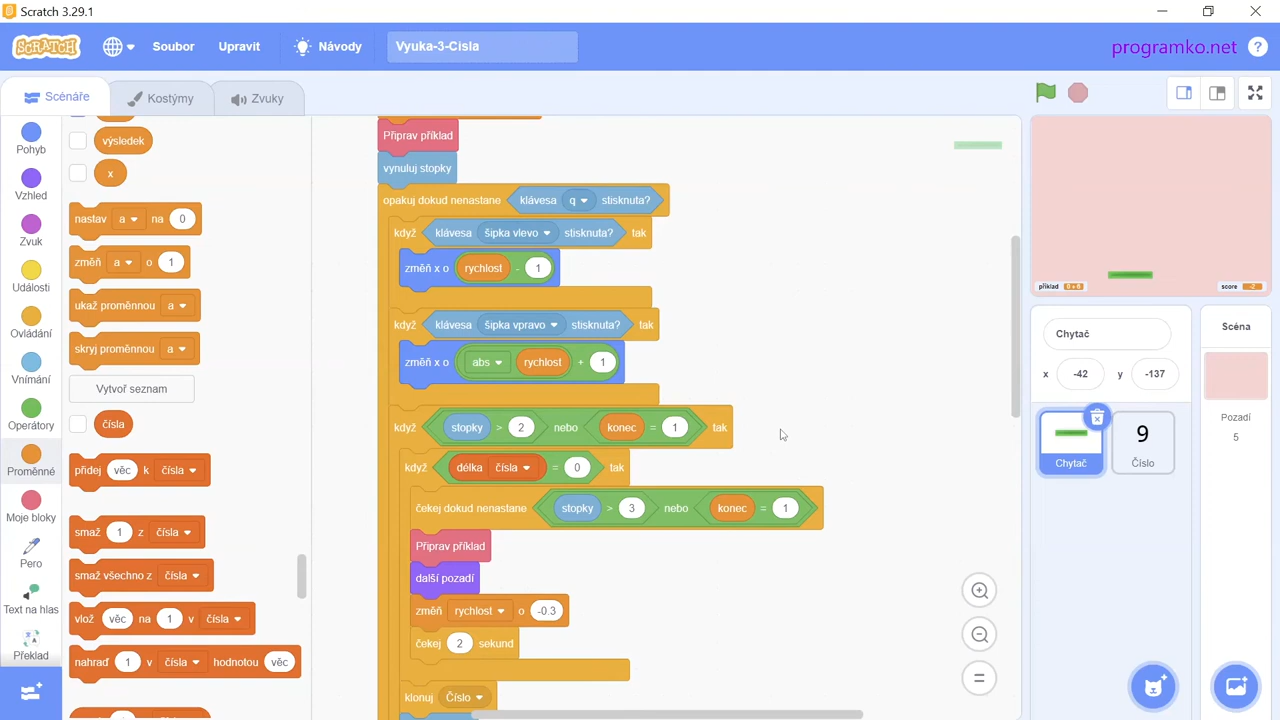 Scratch 3.29.1
SCRATCH Soubor Upravit Návody Vyuka-3-Cisla programko.net ?
Scénáře Kostýmy Zvuky
Pohyb
Vzhled
Zvuk
Události
Ovládání
Vnímání
Operátory
Proměnné
Moje bloky
Pero
Text na hlas
Překlad
výsledek
x
nastav a na 0
změň a o 1
ukaž proměnnou a
skryj proměnnou a
Vytvoř seznam
čísla
přidej věc k čísla
smaž 1 z čísla
smaž všechno z čísla
vlož věc na 1 v čísla
nahraď 1 v čísla hodnotou věc
Připrav příklad
vynuluj stopky
opakuj dokud nenastane klávesa q stisknuta?
když klávesa šipka vlevo stisknuta? tak
změň x o rychlost - 1
když klávesa šipka vpravo stisknuta? tak
změň x o abs rychlost + 1
když stopky > 2 nebo konec = 1 tak
když délka čísla = 0 tak
čekej dokud nenastane stopky > 3 nebo konec = 1
Připrav příklad
další pozadí
změň rychlost o -0.3
čekej 2 sekund
klonuj Číslo
příklad 6 + 6 score -2
Chytač
x -42 y -137
Chytač
9
Číslo
Scéna
Pozadí
5